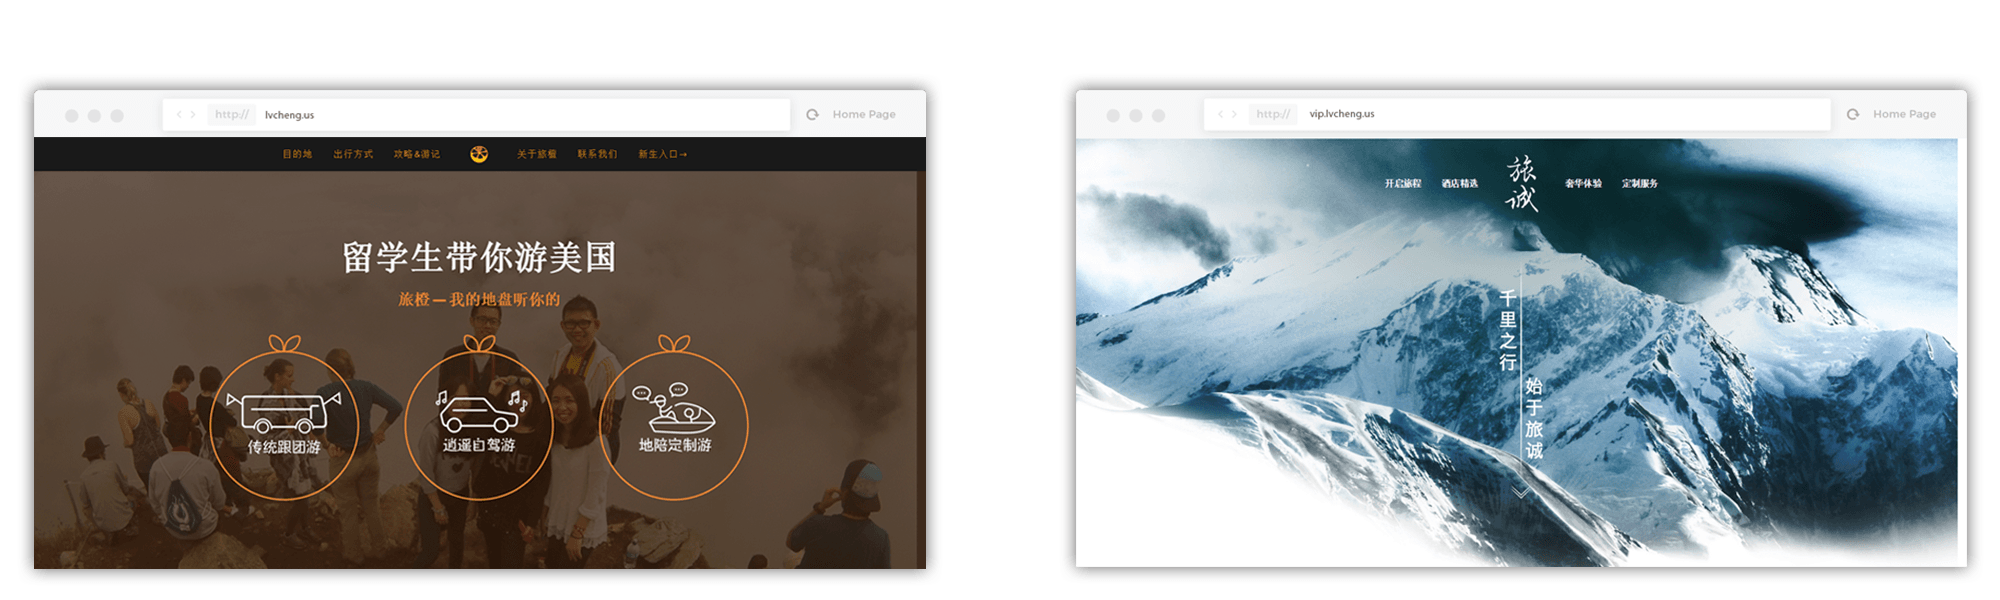 http://
lvcheng.us
Home Page
目的地 出行方式 攻略&游记 关于旅橙 联系我们 新生入口→
留学生带你游美国
旅橙—我的地盘听你的
传统跟团游
逍遥自驾游
地陪定制游
http://
vip.lvcheng.us
Home Page
开启旅程 酒店精选 旅诚 奢华体验 定制服务
千里之行
始于旅诚